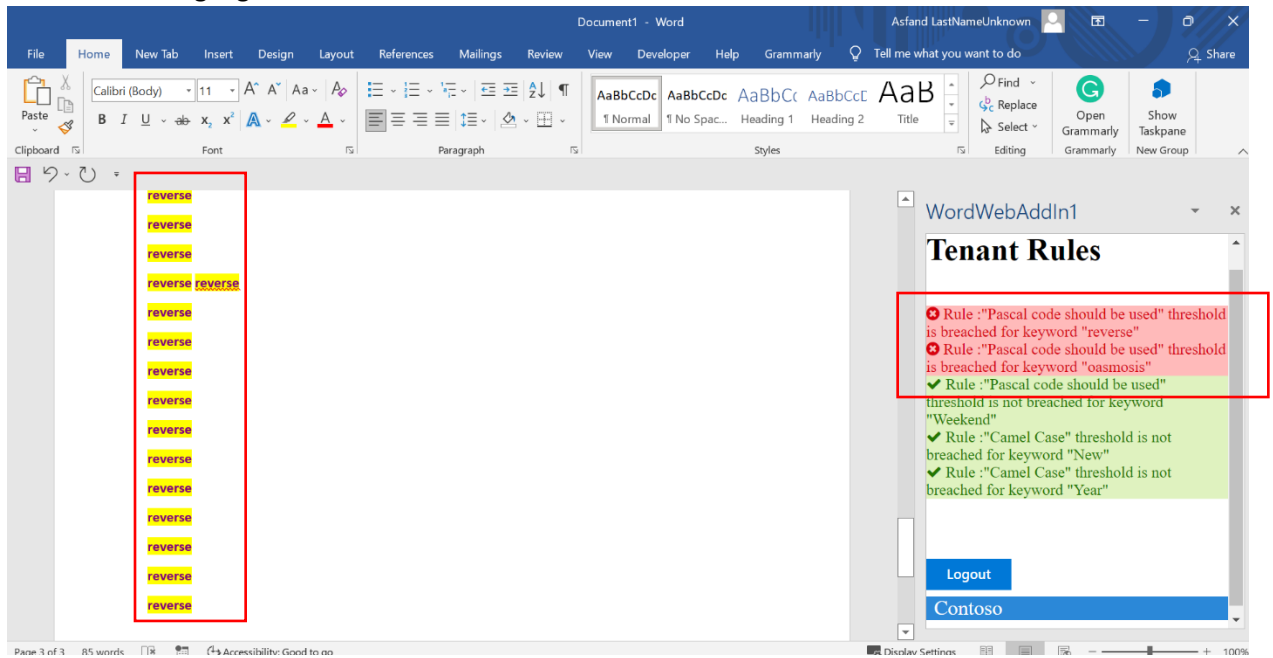 Document1 - Word
Asfand LastNameUnknown
File Home New Tab Insert Design Layout References Mailings Review View Developer Help Grammarly Tell me what you want to do Share
Calibri (Body) 11 A^ A˅ Aa A
Paste B I U ab x₂ x² A A
AaBbCcDc AaBbCcDc AaBbCc AaBbCcE AaB
¶ Normal ¶ No Spac... Heading 1 Heading 2 Title
Find
Replace
Select
Open Grammarly
Show Taskpane
Clipboard Font Paragraph Styles Editing Grammarly New Group
reverse
reverse
reverse
reverse reverse
reverse
reverse
reverse
reverse
reverse
reverse
reverse
reverse
reverse
reverse
reverse
WordWebAddIn1
Tenant Rules
Rule :"Pascal code should be used" threshold
is breached for keyword "reverse"
Rule :"Pascal code should be used" threshold
is breached for keyword "oasmosis"
Rule :"Pascal code should be used"
threshold is not breached for keyword
"Weekend"
Rule :"Camel Case" threshold is not
breached for keyword "New"
Rule :"Camel Case" threshold is not
breached for keyword "Year"
Logout
Contoso
Page 3 of 3 85 words Accessibility: Good to go Display Settings 100%